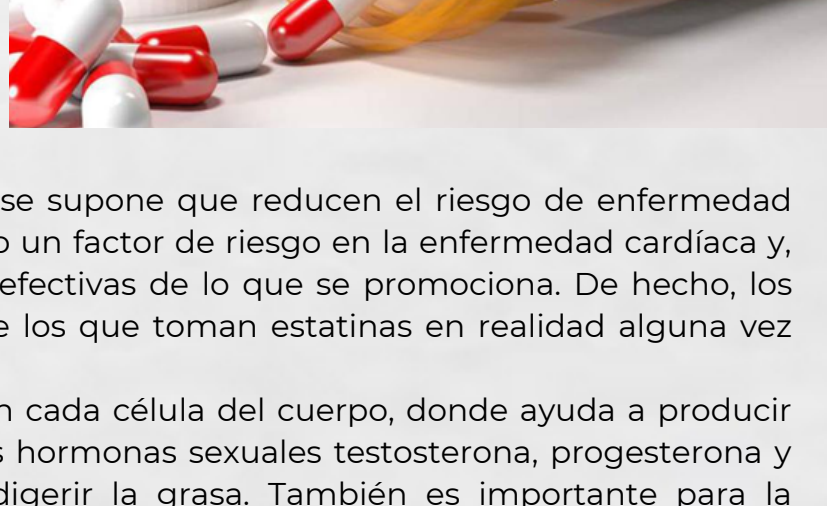 se supone que reducen el riesgo de enfermedad
un factor de riesgo en la enfermedad cardíaca y,
efectivas de lo que se promociona. De hecho, los
los que toman estatinas en realidad alguna vez
cada célula del cuerpo, donde ayuda a producir
hormonas sexuales testosterona, progesterona y
digerir la grasa. También es importante para la